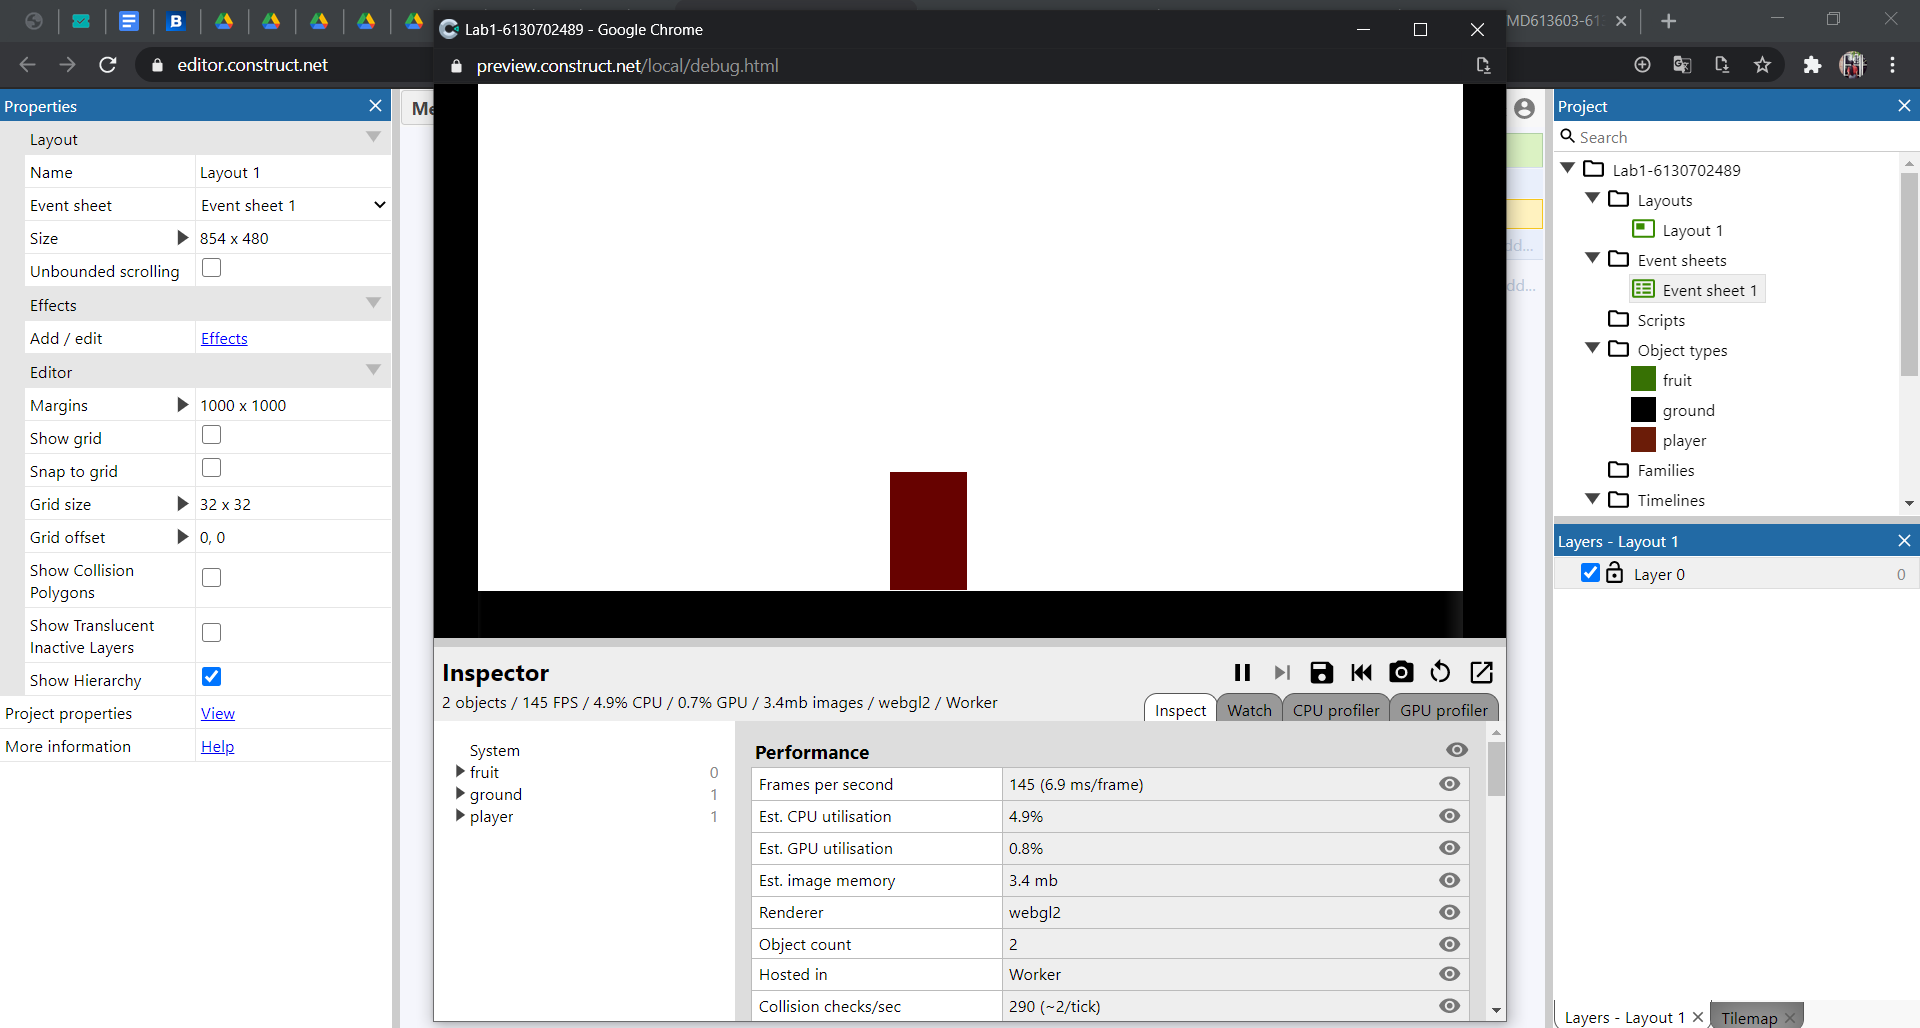 Lab1-6130702489 - Google Chrome
MD613603-61
editor.construct.net
preview.construct.net/local/debug.html
Properties
Layout
Name Layout 1
Event sheet Event sheet 1
Size 854 x 480
Unbounded scrolling
Effects
Add / edit Effects
Editor
Margins 1000 x 1000
Show grid
Snap to grid
Grid size 32 x 32
Grid offset 0, 0
Show Collision
Polygons
Show Translucent
Inactive Layers
Show Hierarchy
Project properties View
More information Help
Me
dd...
dd...
Inspector
2 objects / 145 FPS / 4.9% CPU / 0.7% GPU / 3.4mb images / webgl2 / Worker
Inspect Watch CPU profiler GPU profiler
System
fruit 0
ground 1
player 1
Performance
Frames per second 145 (6.9 ms/frame)
Est. CPU utilisation 4.9%
Est. GPU utilisation 0.8%
Est. image memory 3.4 mb
Renderer webgl2
Object count 2
Hosted in Worker
Collision checks/sec 290 (~2/tick)
Project
Search
Lab1-6130702489
Layouts
Layout 1
Event sheets
Event sheet 1
Scripts
Object types
fruit
ground
player
Families
Timelines
Layers - Layout 1
Layer 0 0
Layers - Layout 1 Tilemap